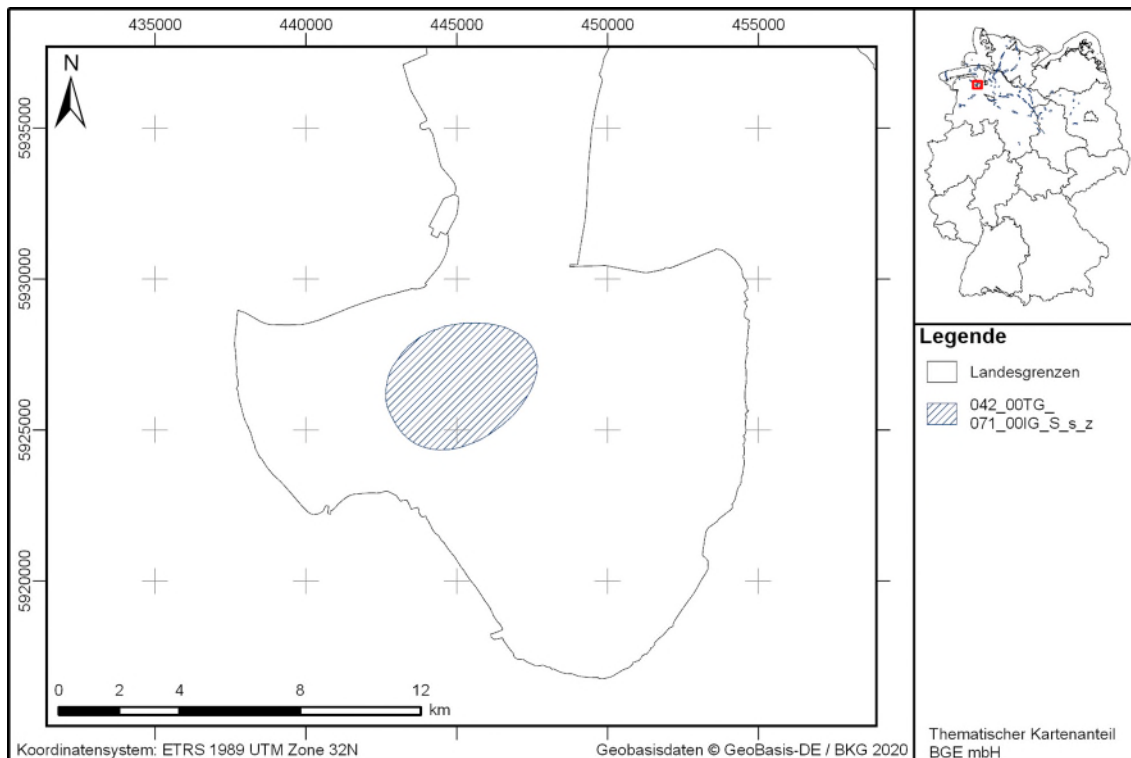 435000 440000 445000 450000 455000
N
5935000
5930000
5925000
5920000
0 2 4 8 12
km
Koordinatensystem: ETRS 1989 UTM Zone 32N
Geobasisdaten © GeoBasis-DE / BKG 2020
Legende
Landesgrenzen
042_00TG_
071_00IG_S_s_z
Thematischer Kartenanteil
BGE mbH